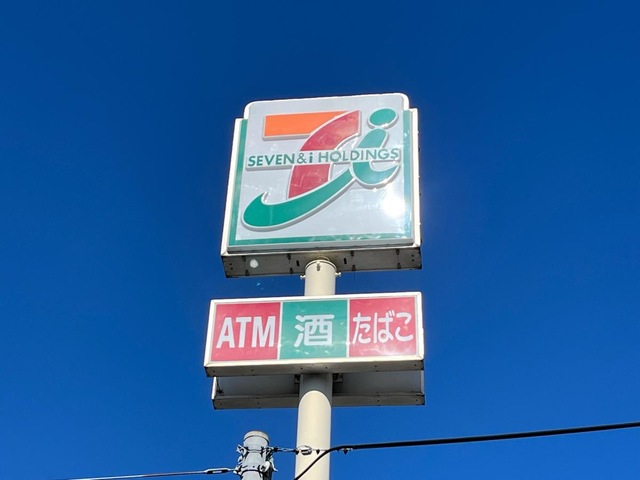 SEVEN&i HOLDINGS
ATM 酒 たばこ